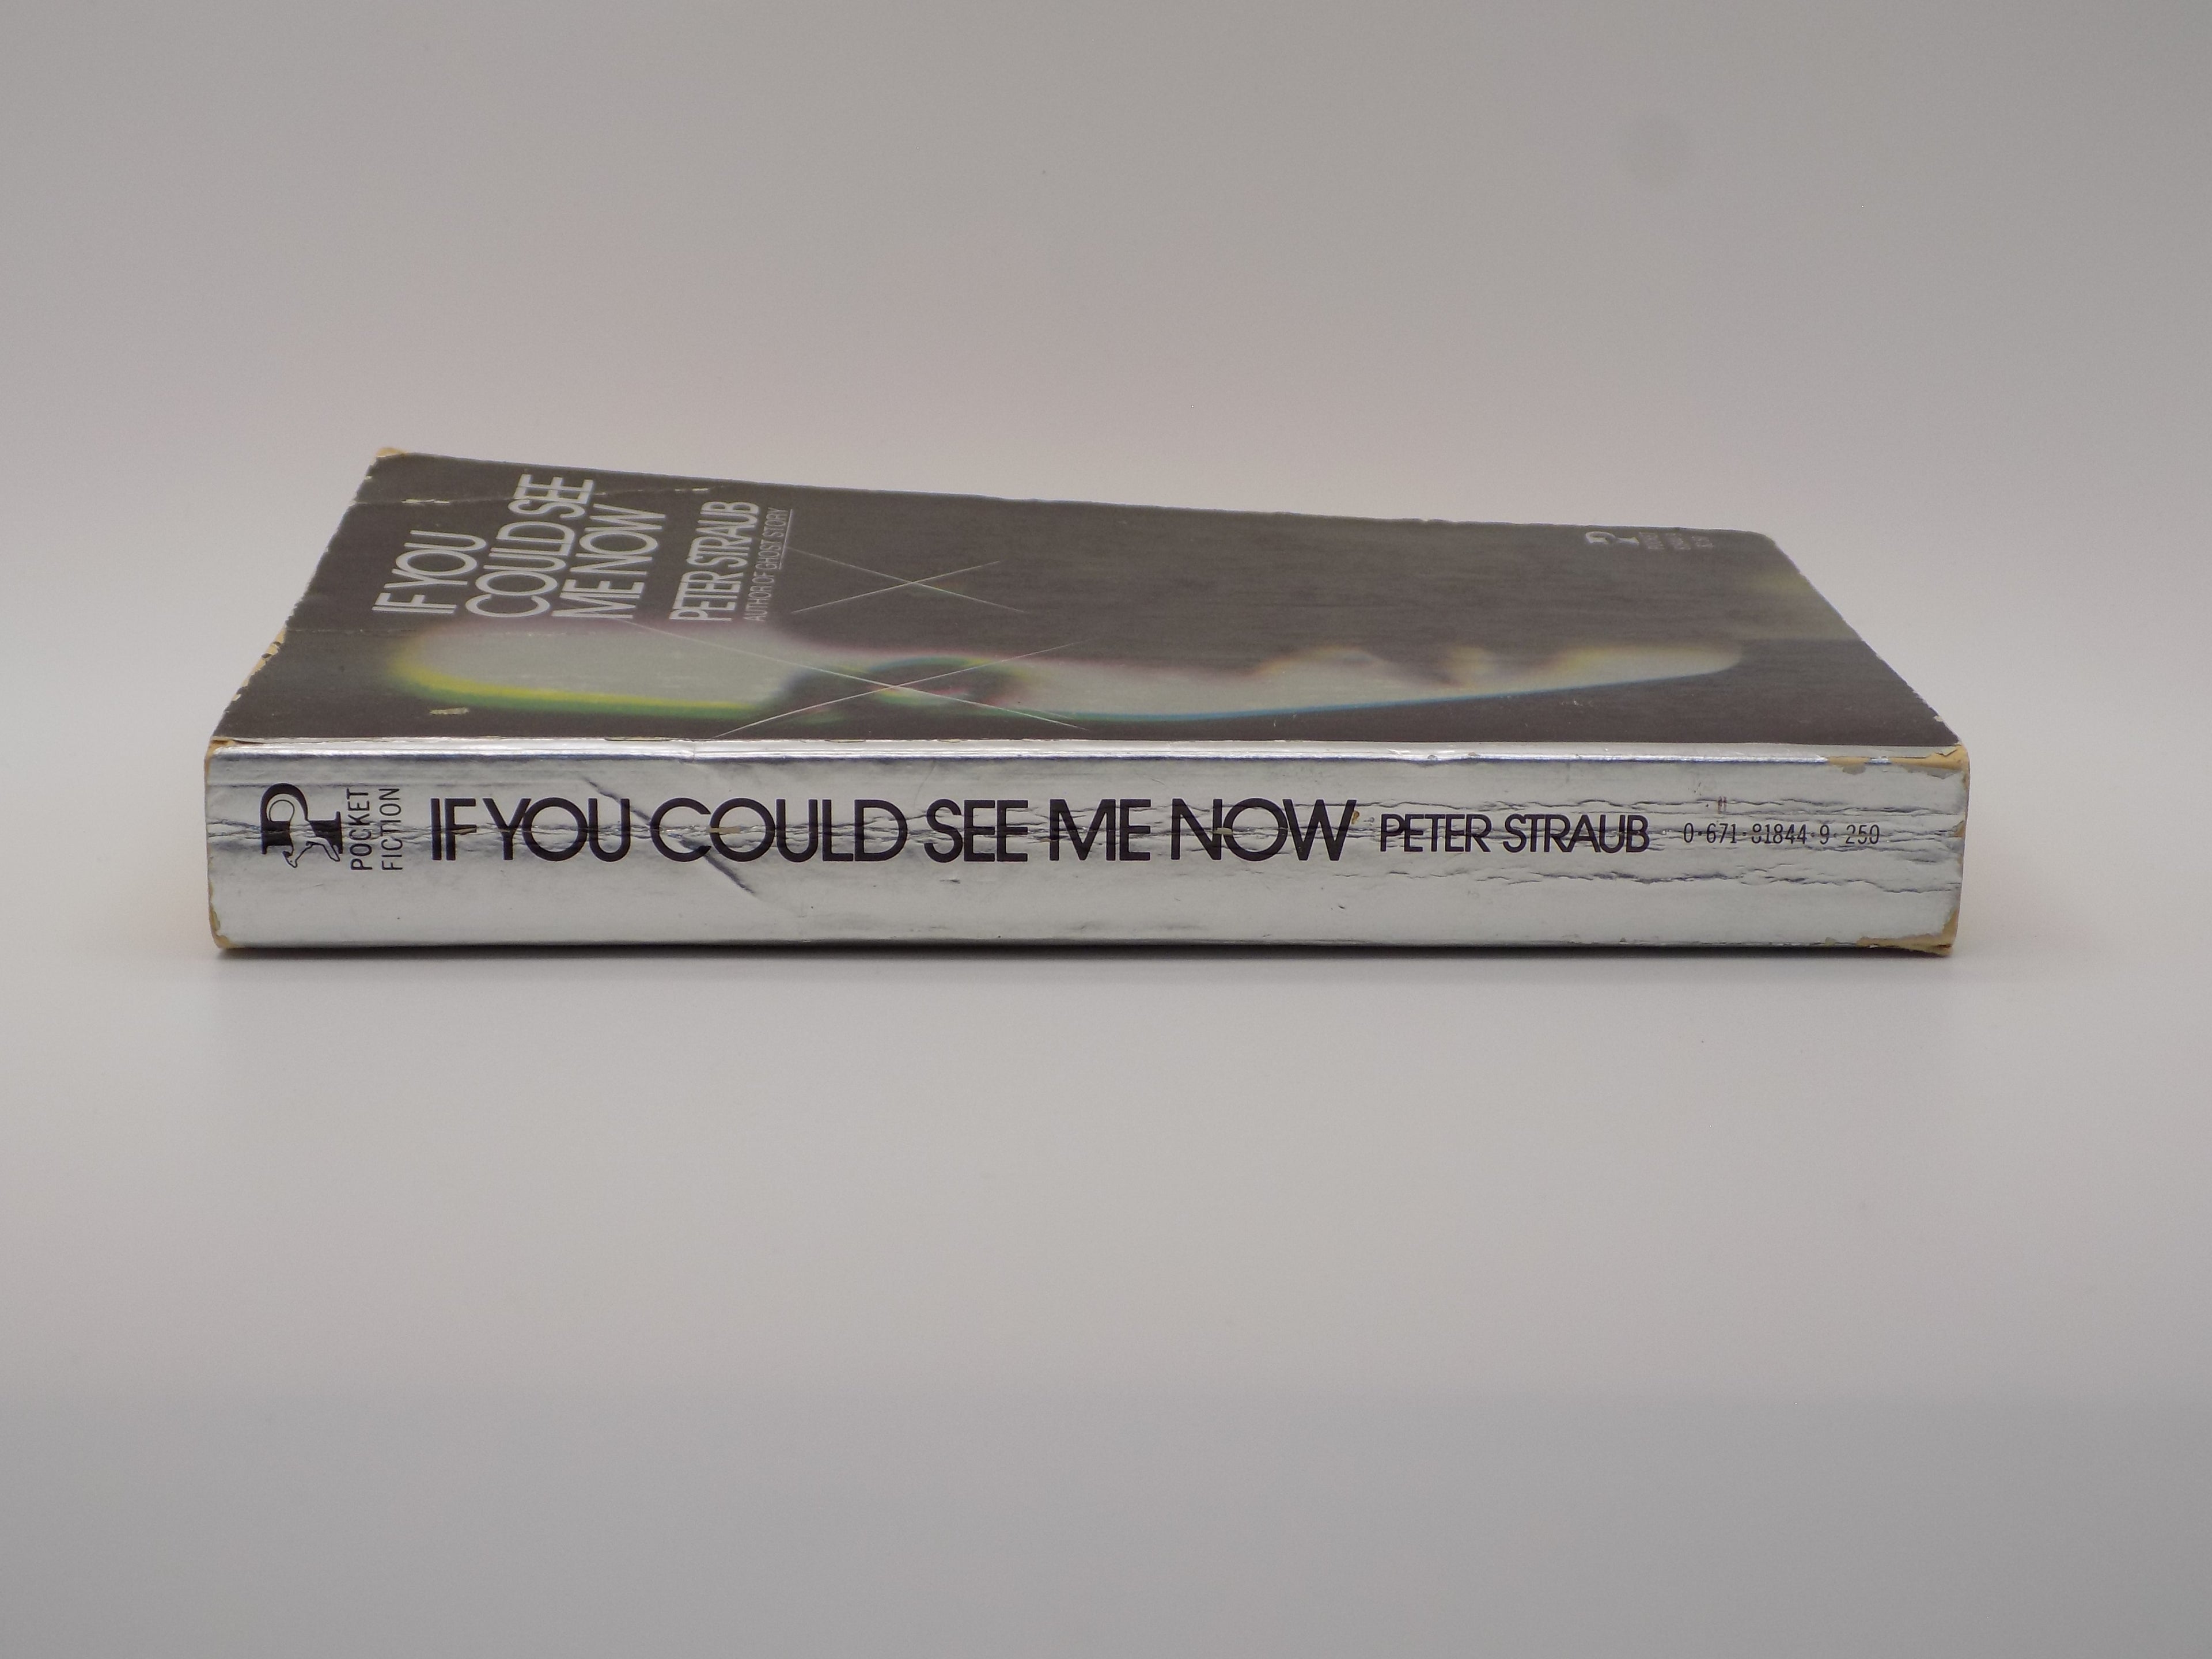 IF YOU
COULD SEE
ME NOW
PETER STRAUB
AUTHOR OF GHOST STORY
POCKET
FICTION
IF YOU COULD SEE ME NOW PETER STRAUB 0·671·81844·9·250